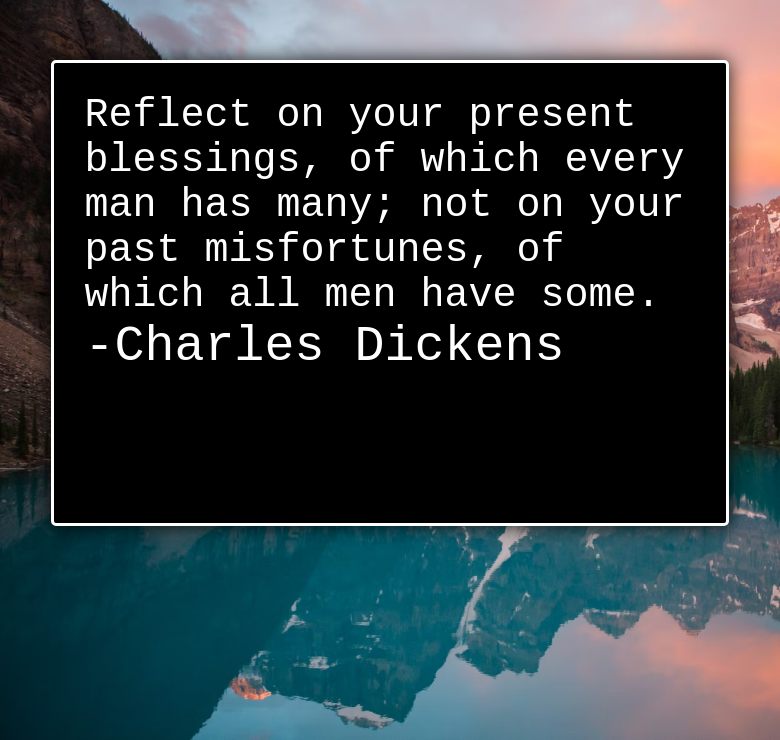 Reflect on your present
blessings, of which every
man has many; not on your
past misfortunes, of
which all men have some.
-Charles Dickens